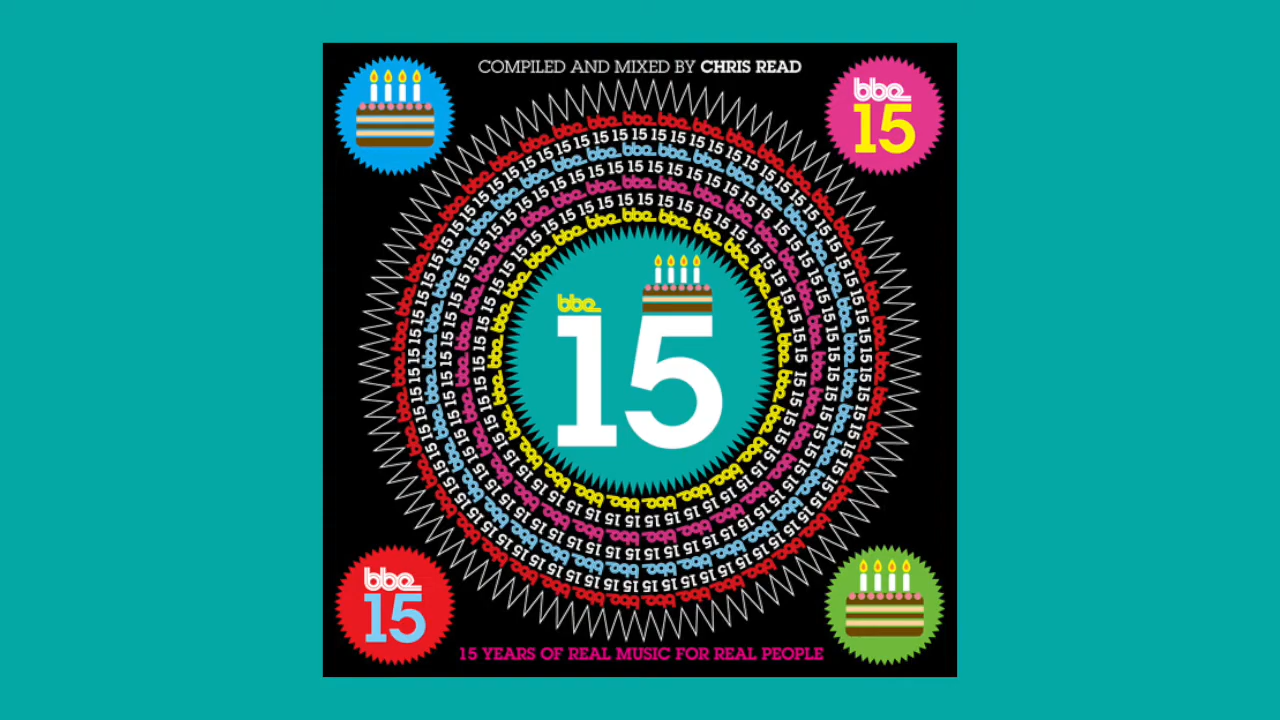 COMPILED AND MIXED BY CHRIS READ
bbe
15
bbe
15
bbe
15
15 YEARS OF REAL MUSIC FOR REAL PEOPLE